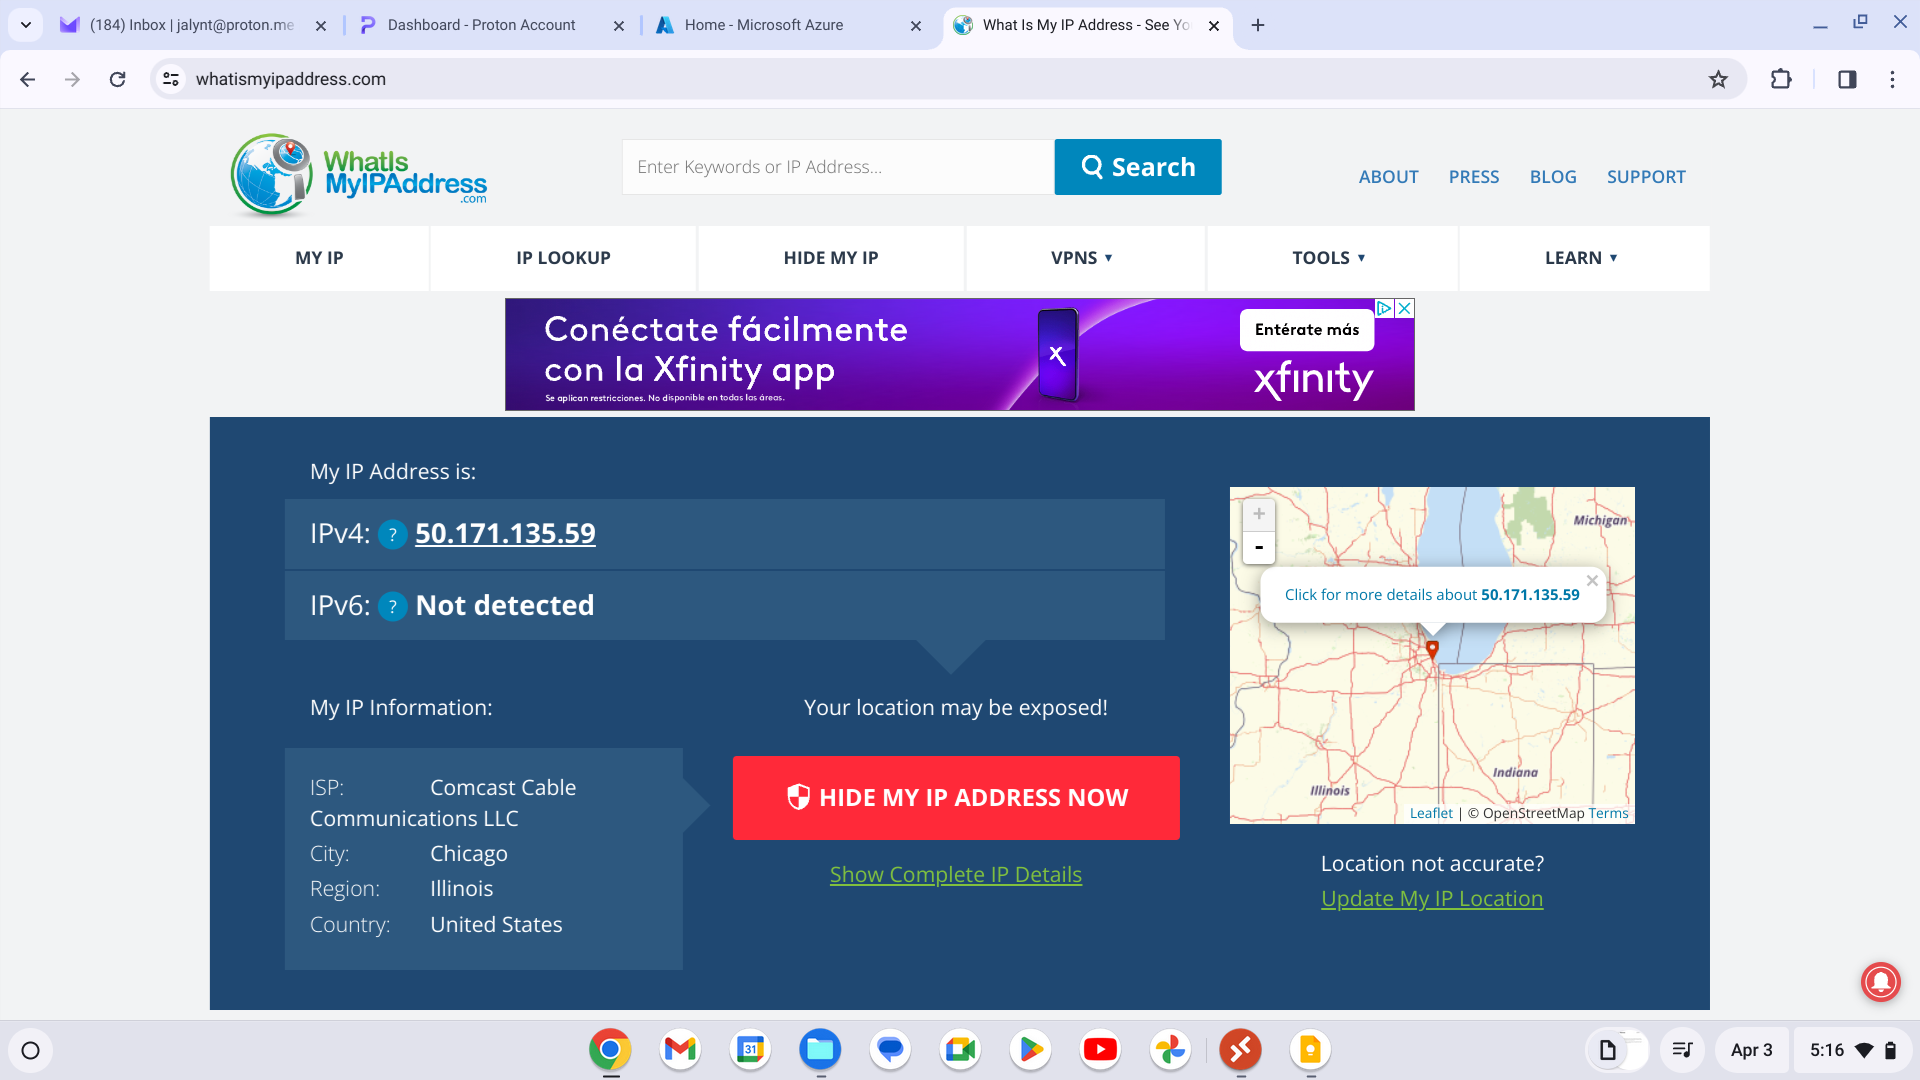 (184) Inbox | jalynt@proton.me
Dashboard - Proton Account
Home - Microsoft Azure
What Is My IP Address - See Yo
whatismyipaddress.com
WhatIs
MyIPAddress
.com
Enter Keywords or IP Address...
Search
ABOUT
PRESS
BLOG
SUPPORT
MY IP
IP LOOKUP
HIDE MY IP
VPNS ▼
TOOLS ▼
LEARN ▼
Conéctate fácilmente
con la Xfinity app
Se aplican restricciones. No disponible en todas las áreas.
X
Entérate más
xfinity
My IP Address is:
IPv4: ? 50.171.135.59
IPv6: ? Not detected
My IP Information:
ISP: Comcast Cable
Communications LLC
City: Chicago
Region: Illinois
Country: United States
Your location may be exposed!
HIDE MY IP ADDRESS NOW
Show Complete IP Details
+
-
Michigan
Click for more details about 50.171.135.59
×
Indiana
Illinois
Leaflet | © OpenStreetMap Terms
Location not accurate?
Update My IP Location
31
Apr 3
5:16